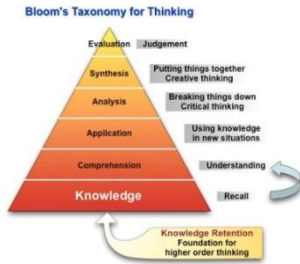 Bloom's Taxonomy for Thinking
Evaluation Judgement
Synthesis Putting things together
Creative thinking
Analysis Breaking things down
Critical thinking
Application Using knowledge
in new situations
Comprehension Understanding
Knowledge Recall
Knowledge Retention
Foundation for
higher order thinking